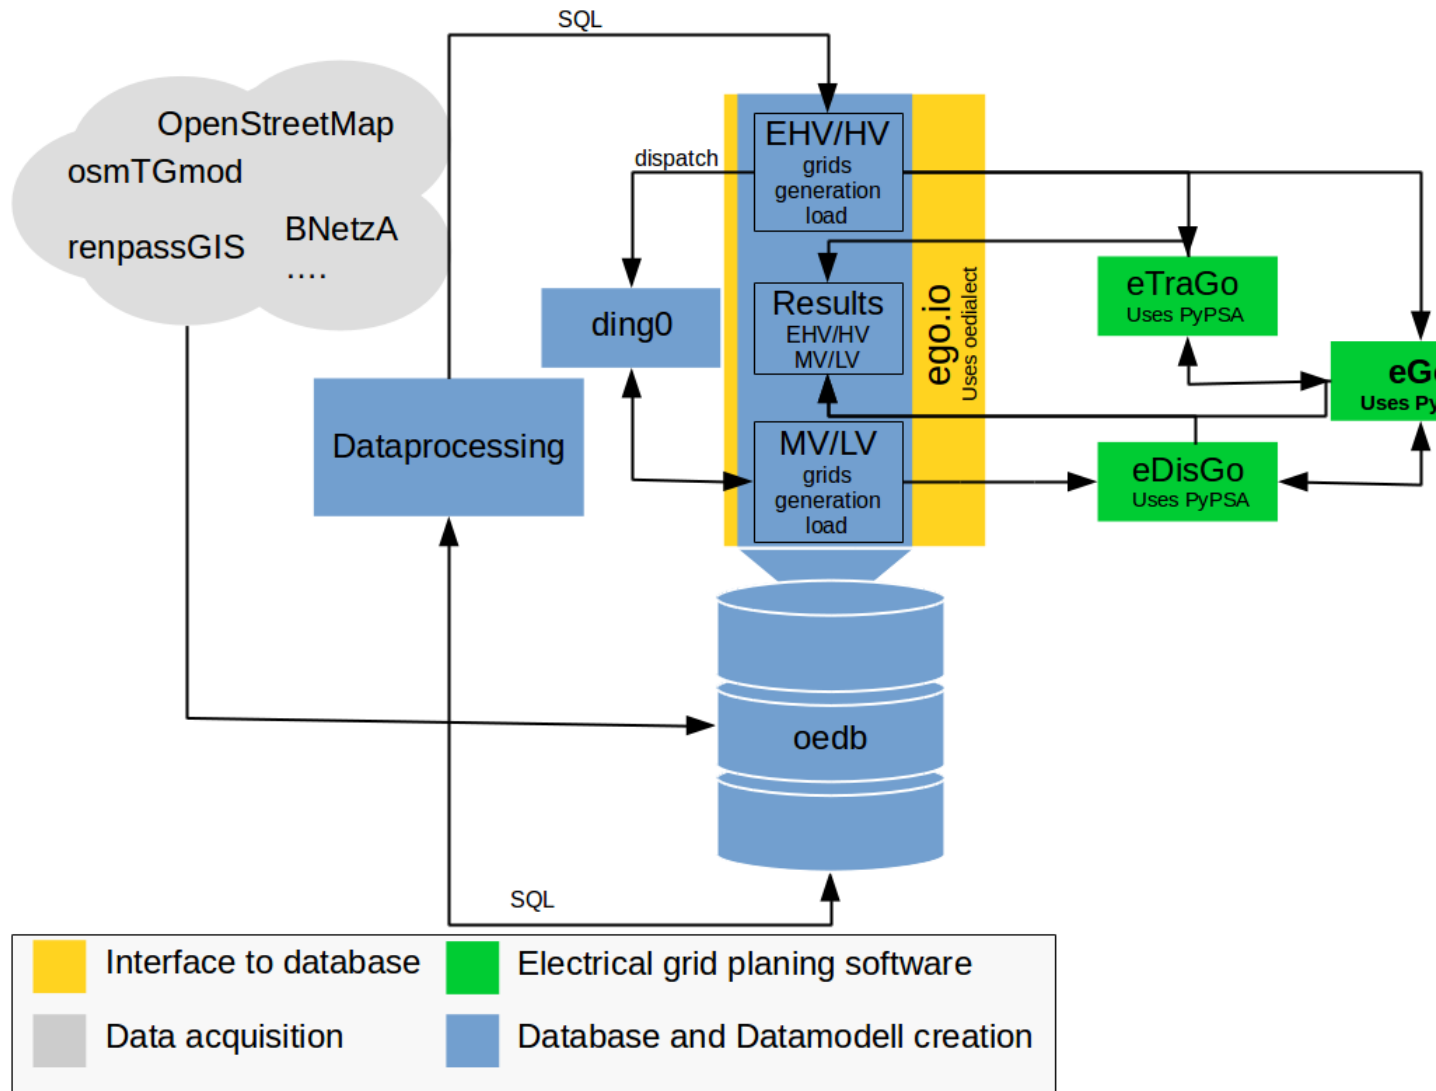 SQL
OpenStreetMap
osmTGmod
renpassGIS
BNetzA
....
dispatch
EHV/HV
grids
generation
load
ding0
Results
EHV/HV
MV/LV
ego.io
Uses oedialect
eTraGo
Uses PyPSA
Dataprocessing
MV/LV
grids
generation
load
eDisGo
Uses PyPSA
Uses
oedb
SQL
Interface to database
Electrical grid planing software
Data acquisition
Database and Datamodell creation